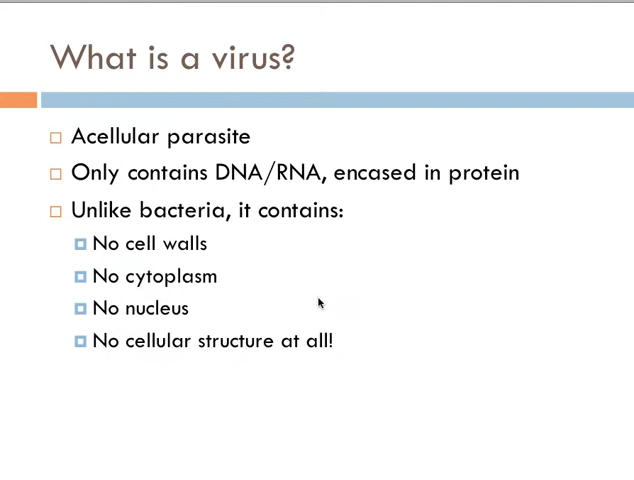 What is a virus?
Acellular parasite
Only contains DNA/RNA, encased in protein
Unlike bacteria, it contains:
No cell walls
No cytoplasm
No nucleus
No cellular structure at all!